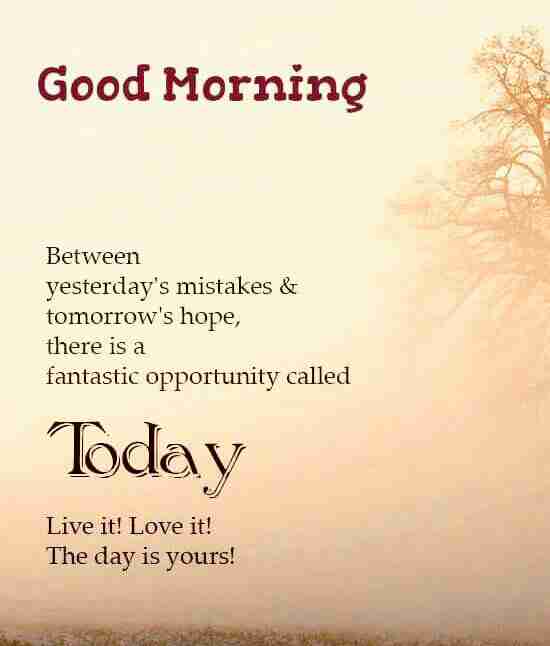 Good Morning
Between
yesterday's mistakes &
tomorrow's hope,
there is a
fantastic opportunity called
Today
Live it! Love it!
The day is yours!